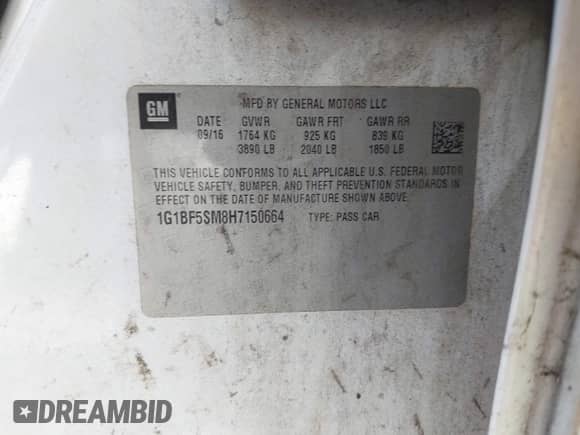 GM
MFD BY GENERAL MOTORS LLC
DATE GVWR GAWR FRT GAWR RR
09/16 1764 KG 925 KG 839 KG
3890 LB 2040 LB 1850 LB
THIS VEHICLE CONFORMS TO ALL APPLICABLE U.S. FEDERAL MOTOR
VEHICLE SAFETY, BUMPER, AND THEFT PREVENTION STANDARDS IN
EFFECT ON THE DATE OF MANUFACTURE SHOWN ABOVE.
1G1BF5SM8H7150664 TYPE: PASS CAR
DREAMBID